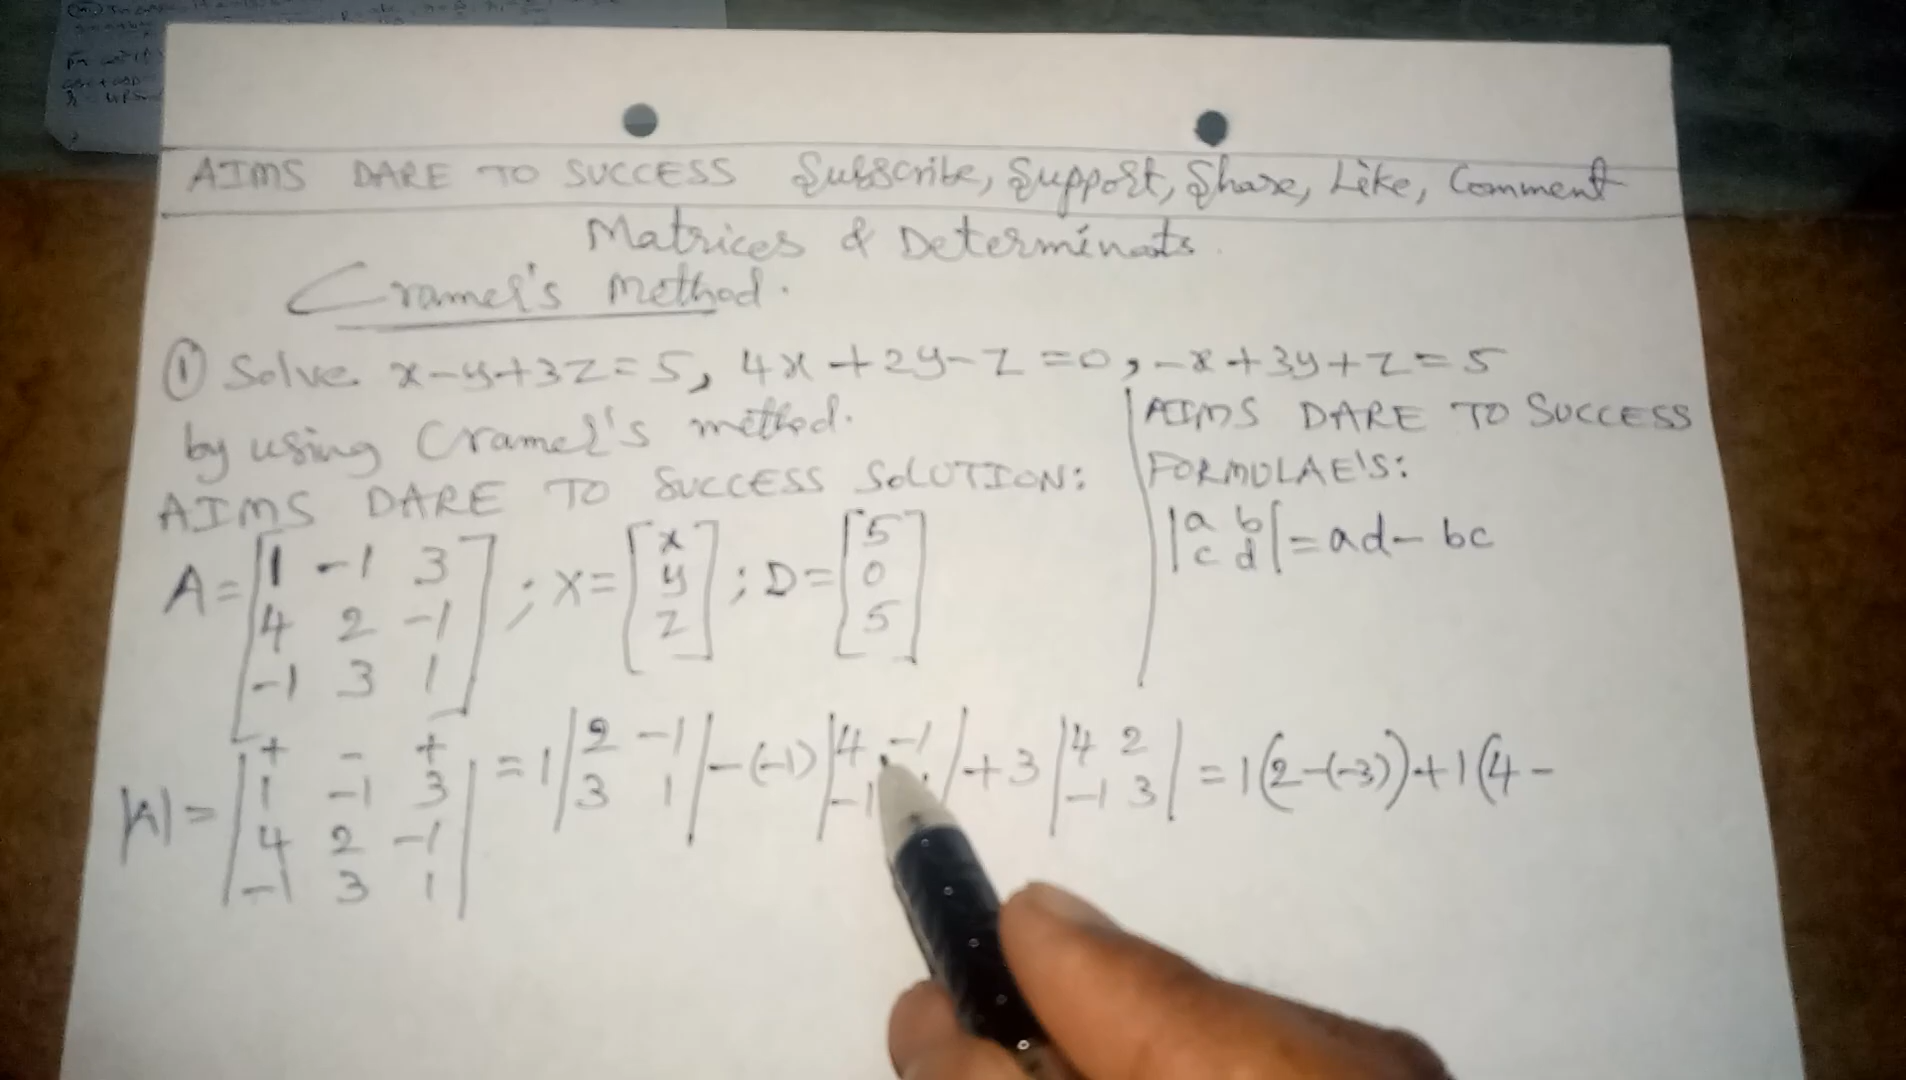 AIMS DARE TO SUCCESS Subscribe, Support, Share, Like, Comment
Matrices & Determinats.
Cramer's Method.
① Solve x-y+3z=5, 4x+2y-z=0, -x+3y+z=5
by using Cramer's method.
AIMS DARE TO SUCCESS SOLUTION:
AIMS DARE TO SUCCESS
FORMULAE'S:
|a b
c d| = ad - bc
A = [1 -1 3
4 2 -1
-1 3 1] ; X = [x
y
z] ; D = [5
0
5]
+ - +
|A| = |1 -1 3
4 2 -1
-1 3 1| = 1|2 -1
3 1| -(-1)|4 -1
-1 | +3|4 2
-1 3| = 1(2-(-3))+1(4-